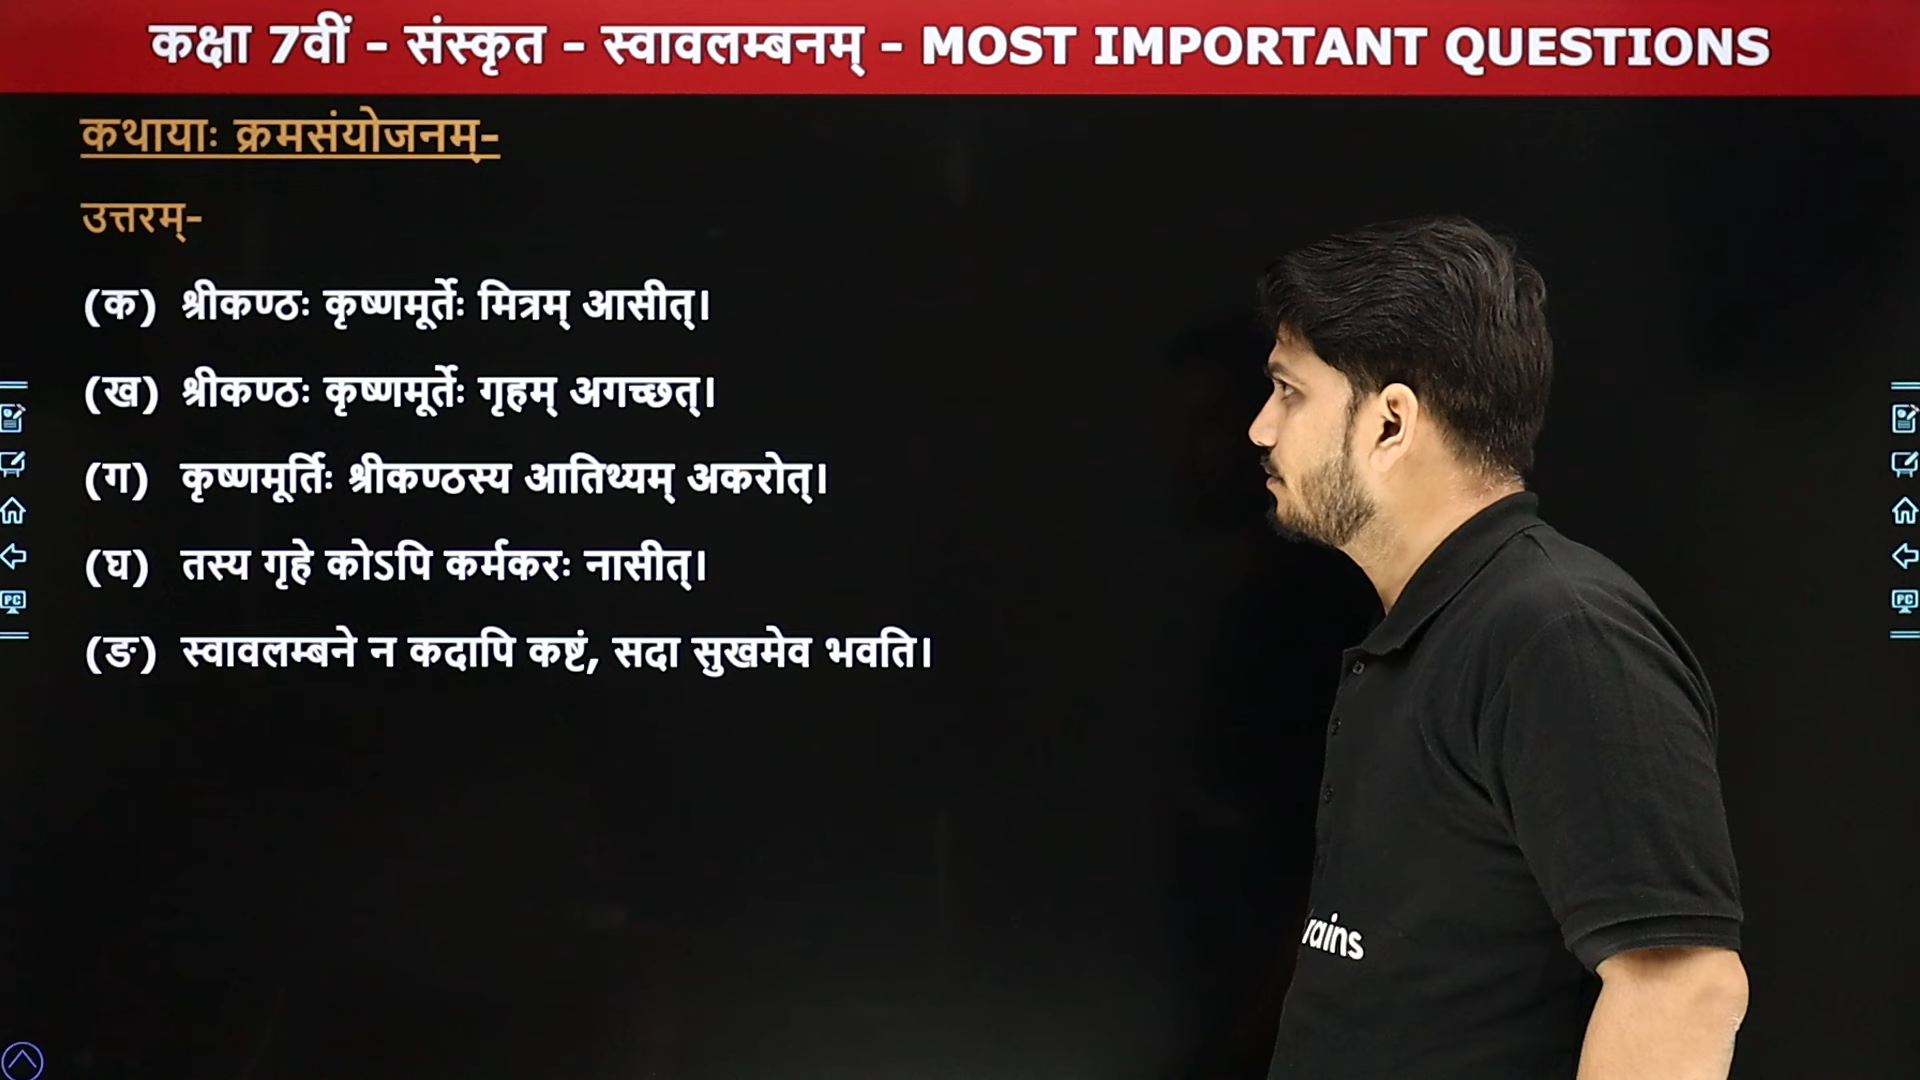 कक्षा 7वीं - संस्कृत - स्वावलम्बनम् - MOST IMPORTANT QUESTIONS
कथायाः क्रमसंयोजनम्-
उत्तरम्-
(क) श्रीकण्ठः कृष्णमूर्तेः मित्रम् आसीत्।
(ख) श्रीकण्ठः कृष्णमूर्तेः गृहम् अगच्छत्।
(ग) कृष्णमूर्तिः श्रीकण्ठस्य आतिथ्यम् अकरोत्।
(घ) तस्य गृहे कोऽपि कर्मकरः नासीत्।
(ङ) स्वावलम्बने न कदापि कष्टं, सदा सुखमेव भवति।
PC
PC